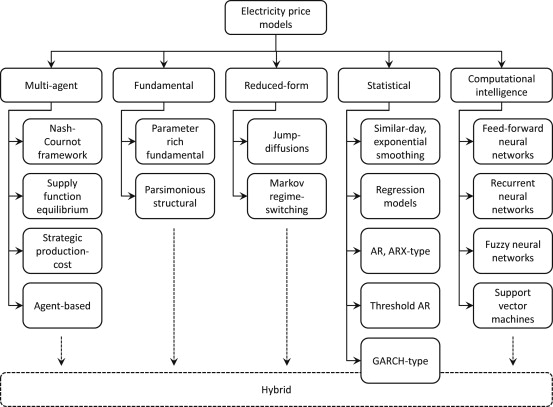 Electricity price
models
Multi-agent
Fundamental
Reduced-form
Statistical
Computational
intelligence
Nash-
Cournot
framework
Supply
function
equilibrium
Strategic
production-
cost
Agent-based
Parameter
rich
fundamental
Parsimonious
structural
Jump-
diffusions
Markov
regime-
switching
Similar-day,
exponential
smoothing
Regression
models
AR, ARX-type
Threshold AR
GARCH-type
Feed-forward
neural
networks
Recurrent
neural
networks
Fuzzy neural
networks
Support
vector
machines
Hybrid